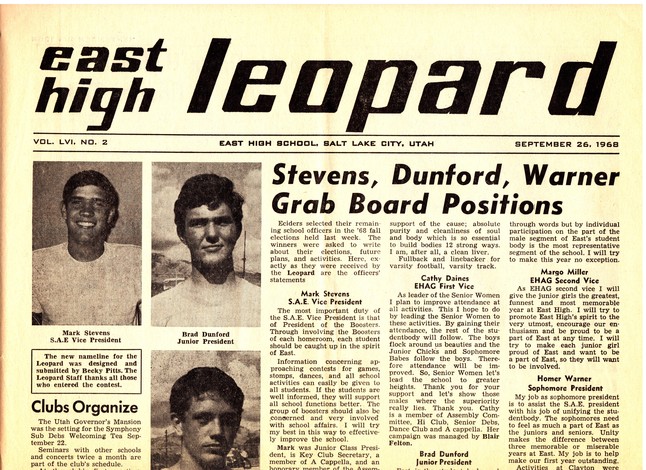 east
high
leopard
VOL. LVI, NO. 2
EAST HIGH SCHOOL, SALT LAKE CITY, UTAH
SEPTEMBER 26, 1968
Mark Stevens
S.A.E. Vice President
Brad Dunford
Junior President
The new nameline for the
Leopard was designed and
submitted by Becky Pitts. The
Leopard Staff thanks all those
who entered the contest.
Clubs Organize
The Utah Governor's Mansion
was the setting for the Symphony
Sub Debs Welcoming Tea Sep-
tember 22.
Seminars with other schools
and concerts twice a month are
part of the club's schedule.
Stevens, Dunford, Warner
Grab Board Positions
Eciders selected their remain-
ing school officers in the '68 fall
elections held last week. The
winners were asked to write
about their elections, future
plans, and activities. Here, ex-
actly as they were received by
the Leopard are the officers'
statements
Mark Stevens
S.A.E. Vice President
The most important duty of
the S.A.E. Vice President is that
of President of the Boosters.
Through involving the Boosters
of each homeroom, each student
should be caught up in the spirit
of East.
Information concerning ap-
proaching contests for games,
stomps, dances, and all school
activities can be easily given to
all students. If the students are
well informed, they will support
all school functions better. The
group of boosters should also be
concerned and very involved
with school affairs. I will try
my best in this way to effective-
ly improve the school.
Mark was Junior Class Presi-
dent, is Key Club Secretary, a
member of A Cappella, and an
honorary member of the Assem-
support of the cause; absolute
purity and cleanliness of soul
and body which is so essential
to build bodies 12 strong ways.
I am, after all, a clean liver.
Fullback and linebacker for
varsity football, varsity track.
Cathy Daines
EHAG First Vice
As leader of the Senior Women
I plan to improve attendance at
all activities. This I hope to do
by leading the Senior Women to
these activities. By gaining their
attendance, the rest of the stu-
dentbody will follow. The boys
flock around us beauties and the
Junior Chicks and Sophomore
Babes follow the boys. There-
fore attendance will be im-
proved. So, Senior Women let's
lead the school to greater
heights. Thank you for your
support and let's show those
males where the superiority
really lies. Thank you. Cathy
is a member of Assembly Com-
mittee, Hi Club, Senior Debs,
Dance Club and A cappella. Her
campaign was managed by Blair
Felton.
Brad Dunford
Junior President
through words but by individual
participation on the part of the
male segment of East's student
body is the most representative
segment of the school. I will try
to make this year no exception.
Margo Miller
EHAG Second Vice
As EHAG second vice I will
give the junior girls the greatest,
funnest and most memorable
year at East High. I will try to
promote East High's spirit to the
very utmost, encourage our en-
thusiasm and be proud to be a
part of East at any time. I will
try to make each junior girl
proud of East and want to be
a part of East, so they will want
to be involved.
Homer Warner
Sophomore President
My job as sophomore president
is to assist the S.A.E. president
with his job of unifying the stu-
dentbody. The sophomores need
to feel as much a part of East as
the juniors and seniors. Unity
makes the difference between
three memorable or miserable
years at East. My job is to help
make our first year outstanding.
Activities at Clayton were